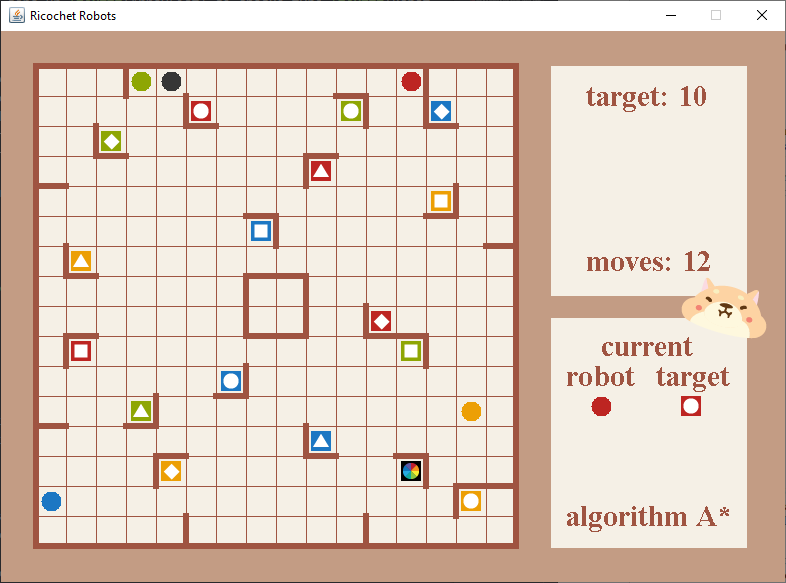 Ricochet Robots
target: 10
moves: 12
current
robot target
algorithm A*